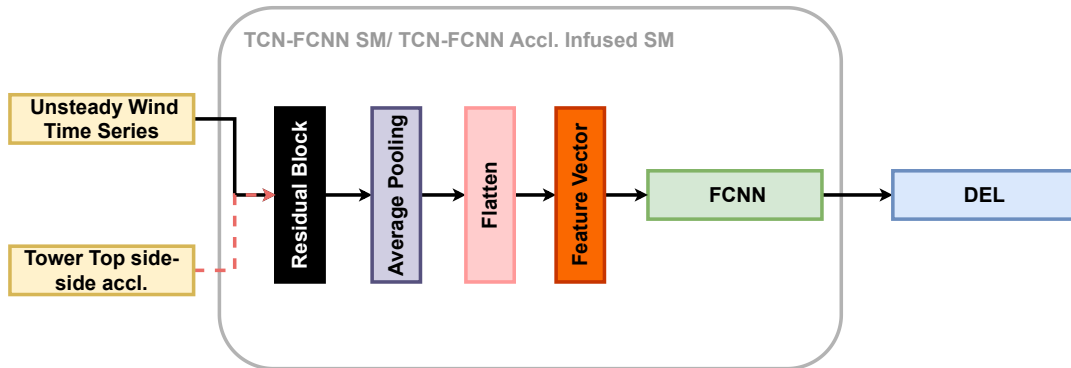 TCN-FCNN SM/ TCN-FCNN Accl. Infused SM
Unsteady Wind
Time Series
Tower Top side-
side accl.
Residual Block
Average Pooling
Flatten
Feature Vector
FCNN
DEL